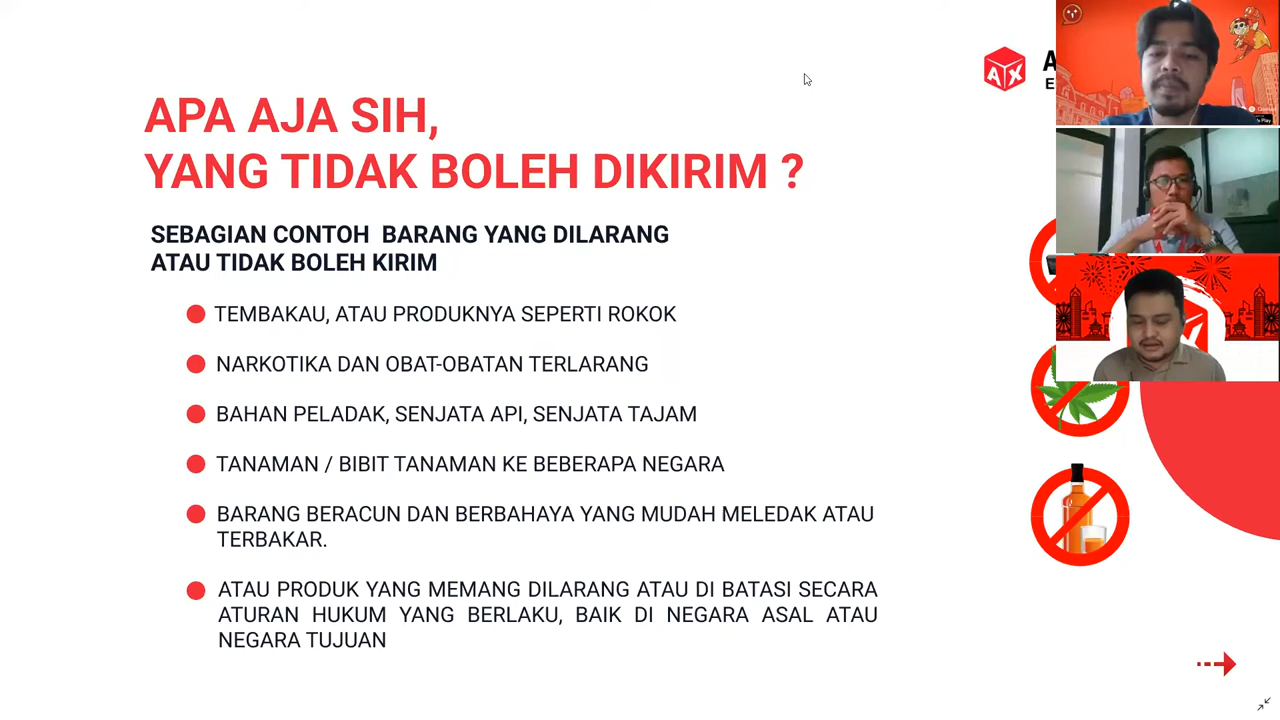 APA AJA SIH,
YANG TIDAK BOLEH DIKIRIM ?
SEBAGIAN CONTOH BARANG YANG DILARANG
ATAU TIDAK BOLEH KIRIM
TEMBAKAU, ATAU PRODUKNYA SEPERTI ROKOK
NARKOTIKA DAN OBAT-OBATAN TERLARANG
BAHAN PELADAK, SENJATA API, SENJATA TAJAM
TANAMAN / BIBIT TANAMAN KE BEBERAPA NEGARA
BARANG BERACUN DAN BERBAHAYA YANG MUDAH MELEDAK ATAU
TERBAKAR.
ATAU PRODUK YANG MEMANG DILARANG ATAU DI BATASI SECARA
ATURAN HUKUM YANG BERLAKU, BAIK DI NEGARA ASAL ATAU
NEGARA TUJUAN